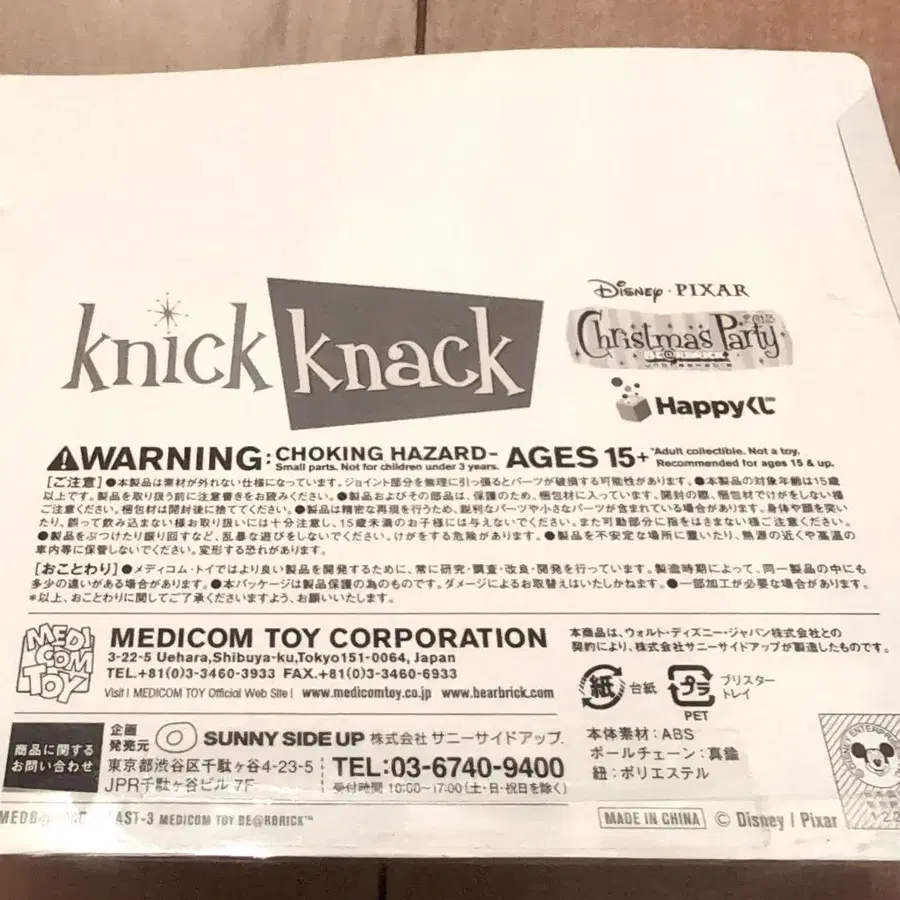 knick knack
Disney・PIXAR
Christmas Party
2013
BE@RBRICK
unbreakable
Happyくじ
WARNING: CHOKING HAZARD-
Small parts. Not for children under 3 years.
AGES 15+
*Adult collectible. Not a toy,
Recommended for ages 15 & up.
[ご注意] ●本製品は素材が外れない仕様になっています。ジョイント部分を無理に引っ張るとパーツが破損する可能性があります。●本製品の対象年齢は15歳
以上です。製品を取り扱う前に注意書きをお読みください。●製品およびその部品は、保護のため、梱包材に入っています。開封の際、梱包材でけがをしない様
ご注意ください。梱包材は開封後に捨ててください。●製品は精密な再現を行うため、鋭利なパーツや小さなパーツが含まれている場合があります。身体や顔を突い
たり、誤って飲み込まない様お取り扱いには十分注意し、15歳未満のお子様には与えないでください。また可動部分に指をはさまない様ご注意ください。
●製品をぶつけたり振り回すなど、乱暴な遊びをしないでください。けがをする危険があります。●製品を不安定な場所に置いたり、熱源の近くや高温の
車内等に保管しないでください。変形する恐れがあります。
[おことわり] ●メディコム・トイではより良い製品を開発するために、常に研究・調査・改良・開発を行っています。製造時期によって、同一製品の中にも
多少の違いがある場合があります。●本パッケージは製品保護の為のものです。ダメージによるお取替えはいたしかねます。●一部加工が必要な場合があります。
*以上、おことわりに関してご了承くださいますよう、お願いいたします。
MEDI COM TOY
MEDICOM TOY CORPORATION
3-22-5 Uehara,Shibuya-ku,Tokyo151-0064, Japan
TEL.+81(0)3-3460-3933 FAX.+81(0)3-3460-6933
Visit ! MEDICOM TOY Official Web Site ! www.medicomtoy.co.jp www.bearbrick.com
本商品は、ウォルト・ディズニー・ジャパン株式会社との
契約により、株式会社サニーサイドアップが製造したものです。
紙 台紙
プラ ブリスター
トレイ
PET
商品に関する
お問い合わせ
企画
発売元
SUNNY SIDE UP 株式会社 サニーサイドアップ.
東京都渋谷区千駄ヶ谷4-23-5
JPR千駄ヶ谷ビル 7F
TEL:03-6740-9400
受付時間 10:00~17:00(土・日・祝日を除く)
本体素材:ABS
ボールチェーン:真鍮
紐:ポリエステル
LAST-3 MEDICOM TOY BE@RBRICK™
MADE IN CHINA
© Disney / Pixar